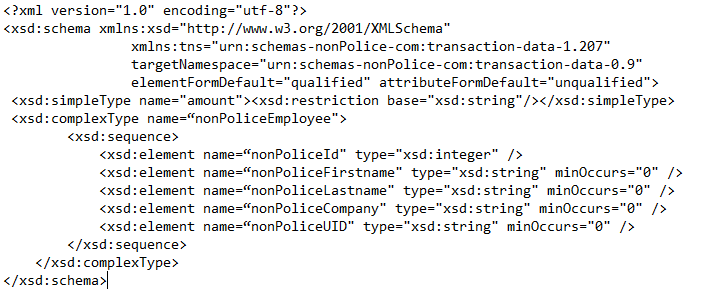 <?xml version="1.0" encoding="utf-8"?>
<xsd:schema xmlns:xsd="http://www.w3.org/2001/XMLSchema"
xmlns:tns="urn:schemas-nonPolice-com:transaction-data-1.207"
targetNamespace="urn:schemas-nonPolice-com:transaction-data-0.9"
elementFormDefault="qualified" attributeFormDefault="unqualified">
<xsd:simpleType name="amount"><xsd:restriction base="xsd:string"/></xsd:simpleType>
<xsd:complexType name=“nonPoliceEmployee">
<xsd:sequence>
<xsd:element name=“nonPoliceId" type="xsd:integer" />
<xsd:element name=“nonPoliceFirstname" type="xsd:string" minOccurs="0" />
<xsd:element name=“nonPoliceLastname" type="xsd:string" minOccurs="0" />
<xsd:element name=“nonPoliceCompany" type="xsd:string" minOccurs="0" />
<xsd:element name=“nonPoliceUID" type="xsd:string" minOccurs="0" />
</xsd:sequence>
</xsd:complexType>
</xsd:schema>